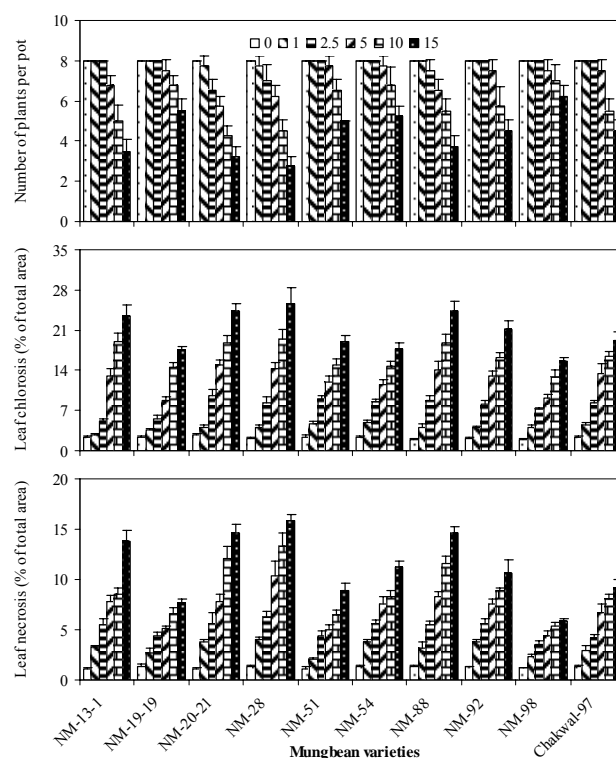 0 1 2.5 5 10 15
Number of plants per pot
10
8
6
4
2
0
Leaf chlorosis (% of total area)
35
28
21
14
7
0
Leaf necrosis (% of total area)
20
15
10
5
0
NM-13-1
NM-19-19
NM-20-21
NM-28
NM-51
NM-54
NM-88
NM-92
NM-98
Chakwal-97
Mungbean varieties